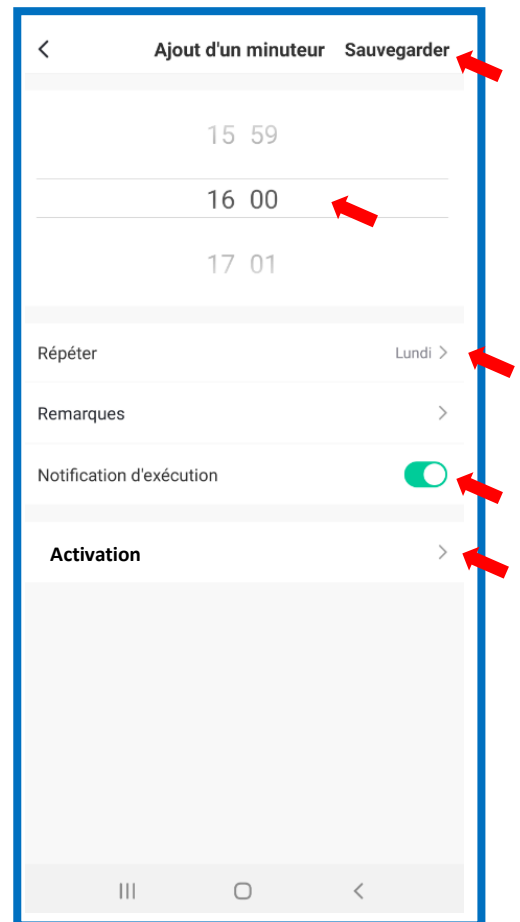 Ajout d'un minuteur Sauvegarder
15 59
16 00
17 01
Répéter Lundi
Remarques
Notification d'exécution
Activation